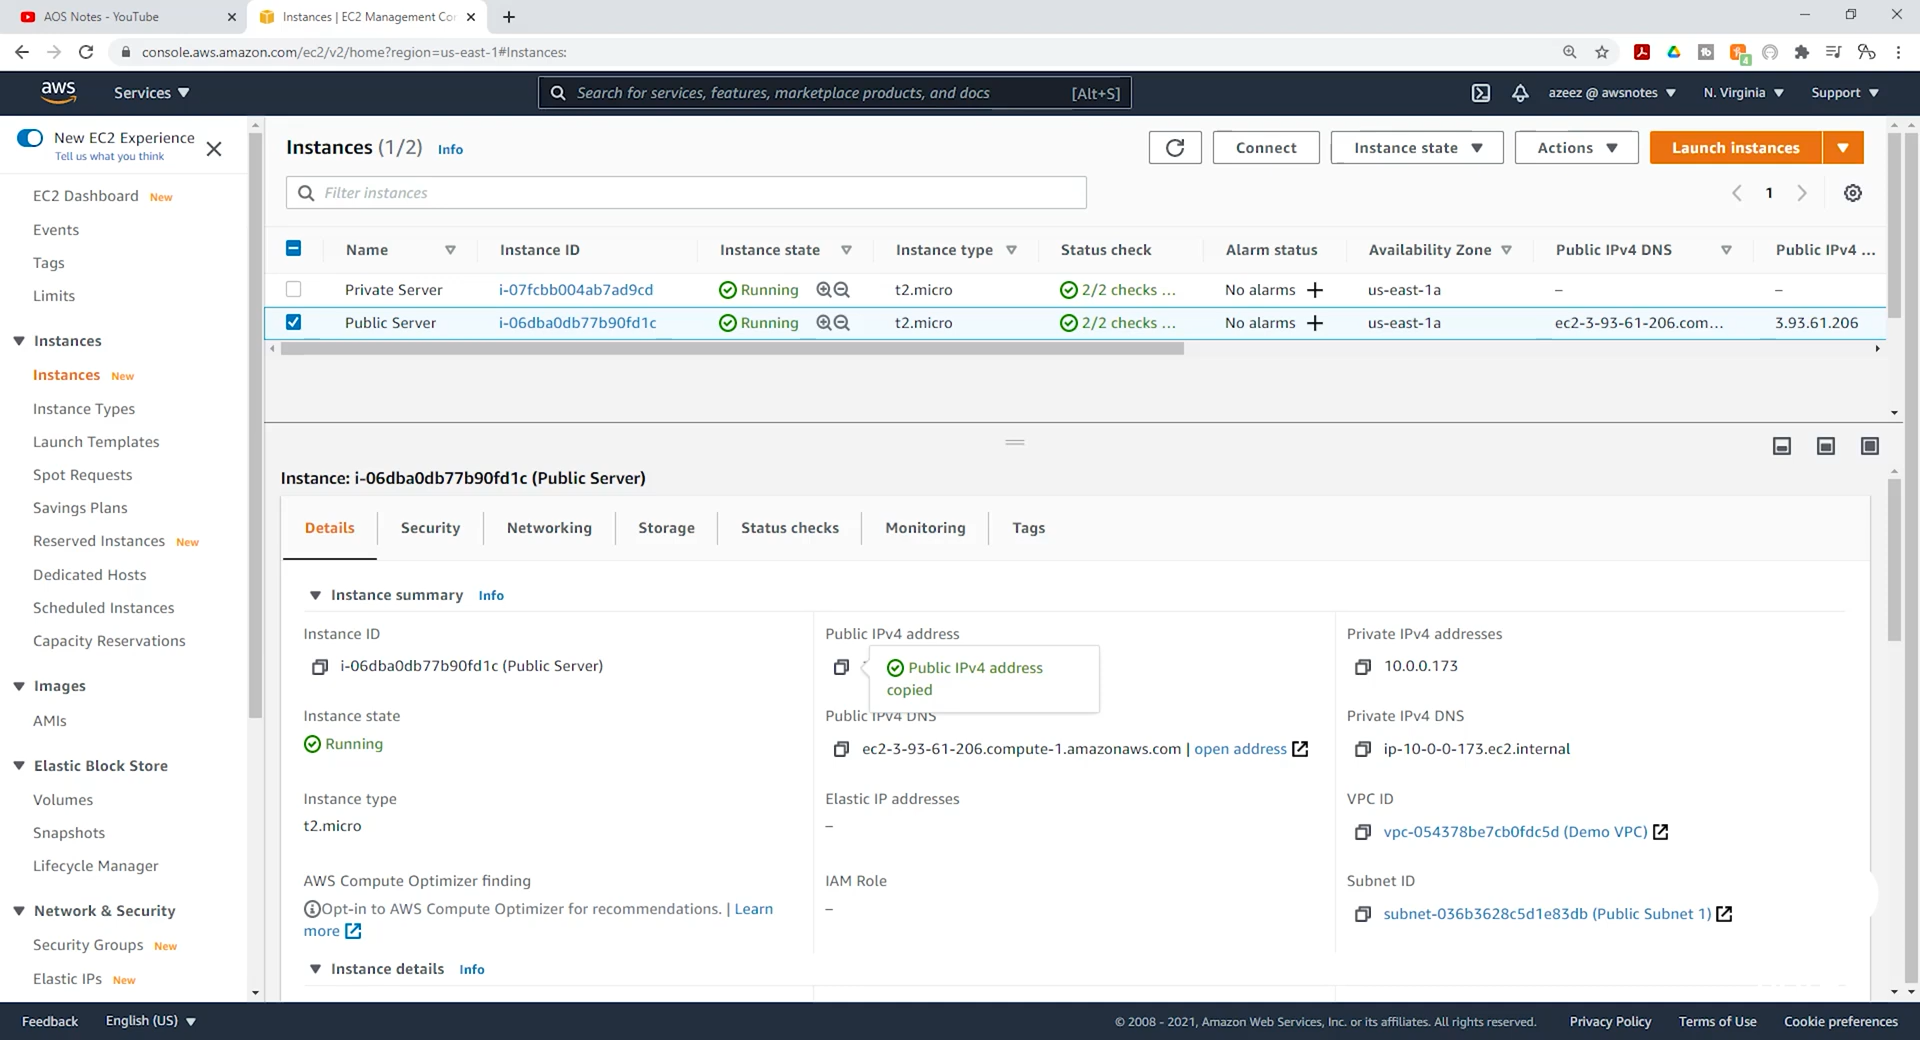 AOS Notes - YouTube
Instances | EC2 Management Con
console.aws.amazon.com/ec2/v2/home?region=us-east-1#Instances:
4
aws
Services
Search for services, features, marketplace products, and docs
[Alt+S]
azeez @ awsnotes
N. Virginia
Support
New EC2 Experience
Tell us what you think
EC2 Dashboard New
Events
Tags
Limits
Instances
Instances New
Instance Types
Launch Templates
Spot Requests
Savings Plans
Reserved Instances New
Dedicated Hosts
Scheduled Instances
Capacity Reservations
Images
AMIs
Elastic Block Store
Volumes
Snapshots
Lifecycle Manager
Network & Security
Security Groups New
Elastic IPs New
Instances (1/2) Info
Connect
Instance state
Actions
Launch instances
Filter instances
1
Name Instance ID Instance state Instance type Status check Alarm status Availability Zone Public IPv4 DNS Public IPv4 ...
Private Server i-07fcbb004ab7ad9cd Running t2.micro 2/2 checks ... No alarms + us-east-1a – –
Public Server i-06dba0db77b90fd1c Running t2.micro 2/2 checks ... No alarms + us-east-1a ec2-3-93-61-206.com... 3.93.61.206
Instance: i-06dba0db77b90fd1c (Public Server)
Details Security Networking Storage Status checks Monitoring Tags
Instance summary Info
Instance ID
i-06dba0db77b90fd1c (Public Server)
Public IPv4 address
Public IPv4 address
copied
Private IPv4 addresses
10.0.0.173
Instance state
Running
Public IPv4 DNS
ec2-3-93-61-206.compute-1.amazonaws.com | open address
Private IPv4 DNS
ip-10-0-0-173.ec2.internal
Instance type
t2.micro
Elastic IP addresses
–
VPC ID
vpc-054378be7cb0fdc5d (Demo VPC)
AWS Compute Optimizer finding
Opt-in to AWS Compute Optimizer for recommendations. | Learn
more
IAM Role
–
Subnet ID
subnet-036b3628c5d1e83db (Public Subnet 1)
Instance details Info
Feedback
English (US)
© 2008 - 2021, Amazon Web Services, Inc. or its affiliates. All rights reserved.
Privacy Policy
Terms of Use
Cookie preferences